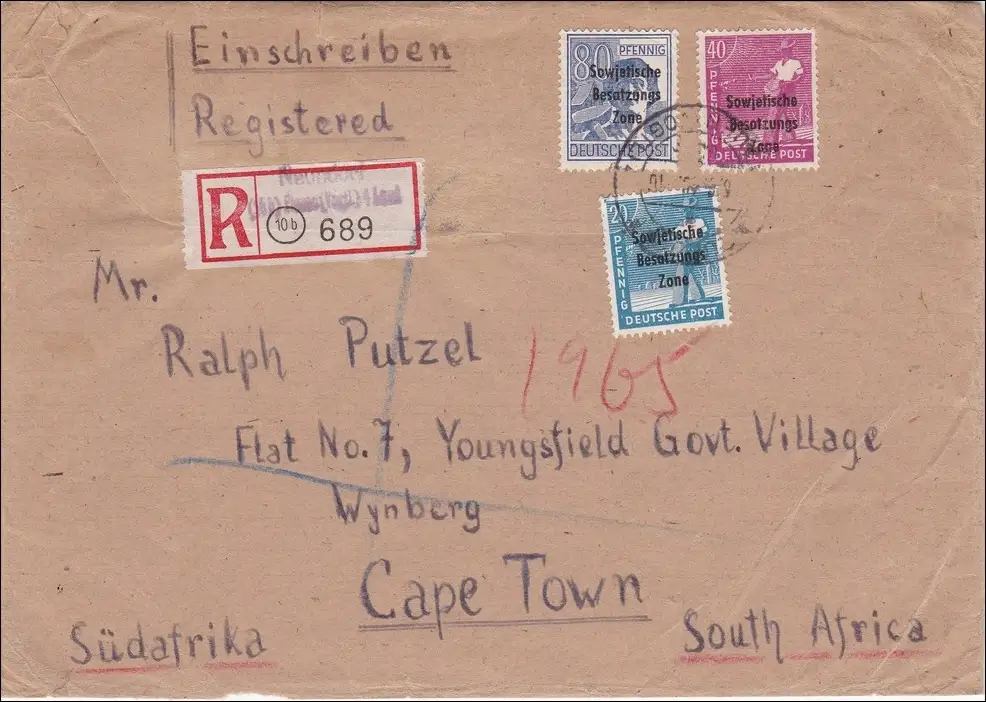 Einschreiben
Registered
80 PFENNIG
Sowjetische
Besatzungs
Zone
DEUTSCHE POST
40
PFENNIG
Sowjetische
Besatzungs
Zone
DEUTSCHE POST
R 10b 689
20
PFENNIG
Sowjetische
Besatzungs
Zone
DEUTSCHE POST
Mr.
Ralph Putzel
1965
Flat No. 7, Youngsfield Govt. Village
Wynberg
Cape Town
Südafrika
South Africa